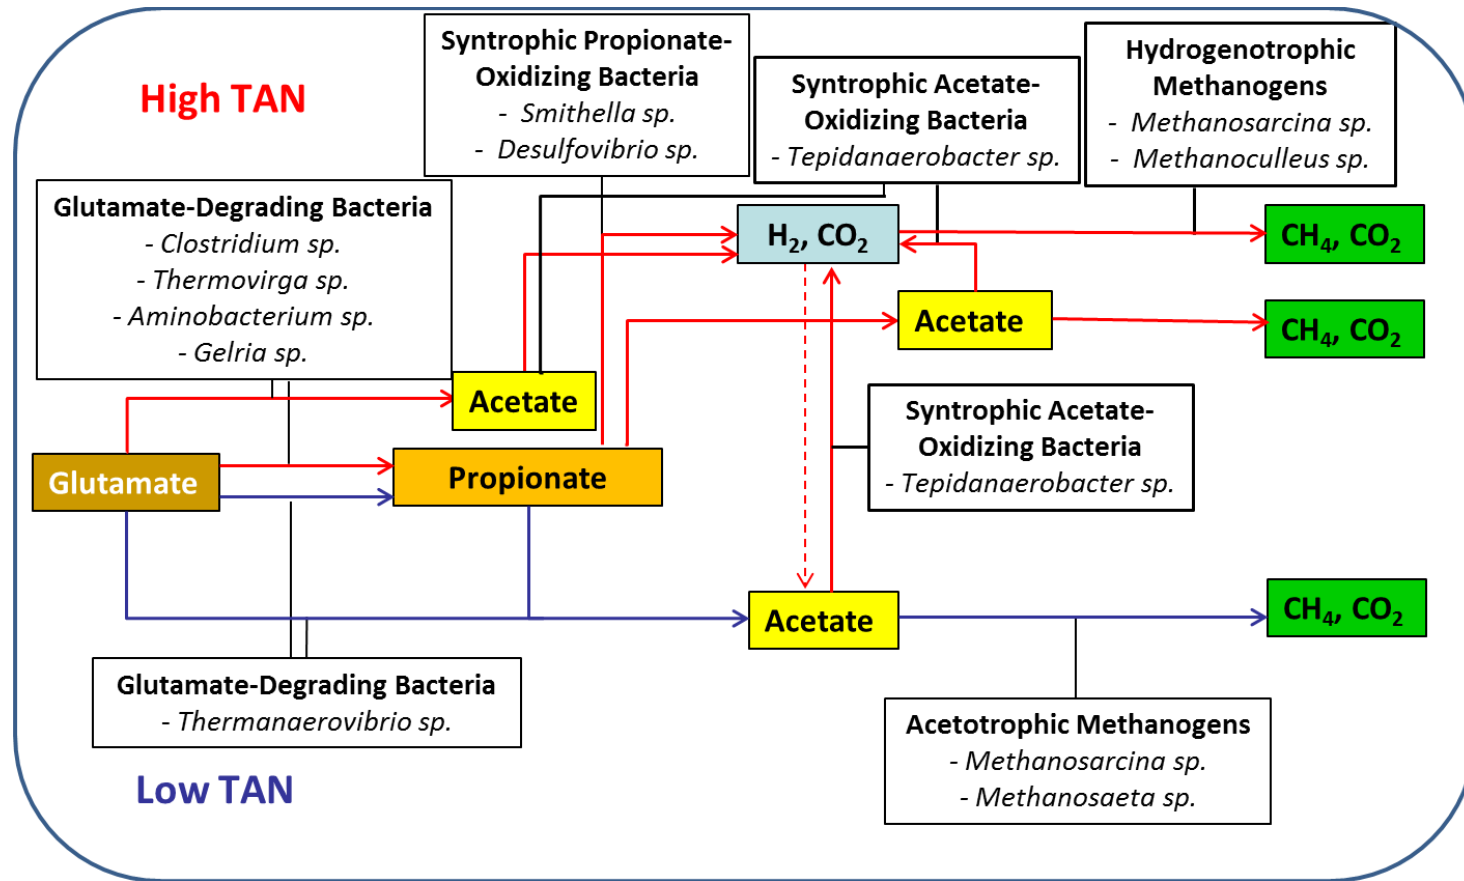 High TAN
Syntrophic Propionate-
Oxidizing Bacteria
- Smithella sp.
- Desulfovibrio sp.
Syntrophic Acetate-
Oxidizing Bacteria
- Tepidanaerobacter sp.
Hydrogenotrophic
Methanogens
- Methanosarcina sp.
- Methanoculleus sp.
Glutamate-Degrading Bacteria
- Clostridium sp.
- Thermovirga sp.
- Aminobacterium sp.
- Gelria sp.
H₂, CO₂
CH₄, CO₂
Acetate
CH₄, CO₂
Acetate
Syntrophic Acetate-
Oxidizing Bacteria
- Tepidanaerobacter sp.
Glutamate
Propionate
Acetate
CH₄, CO₂
Glutamate-Degrading Bacteria
- Thermanaerovibrio sp.
Acetotrophic Methanogens
- Methanosarcina sp.
- Methanosaeta sp.
Low TAN